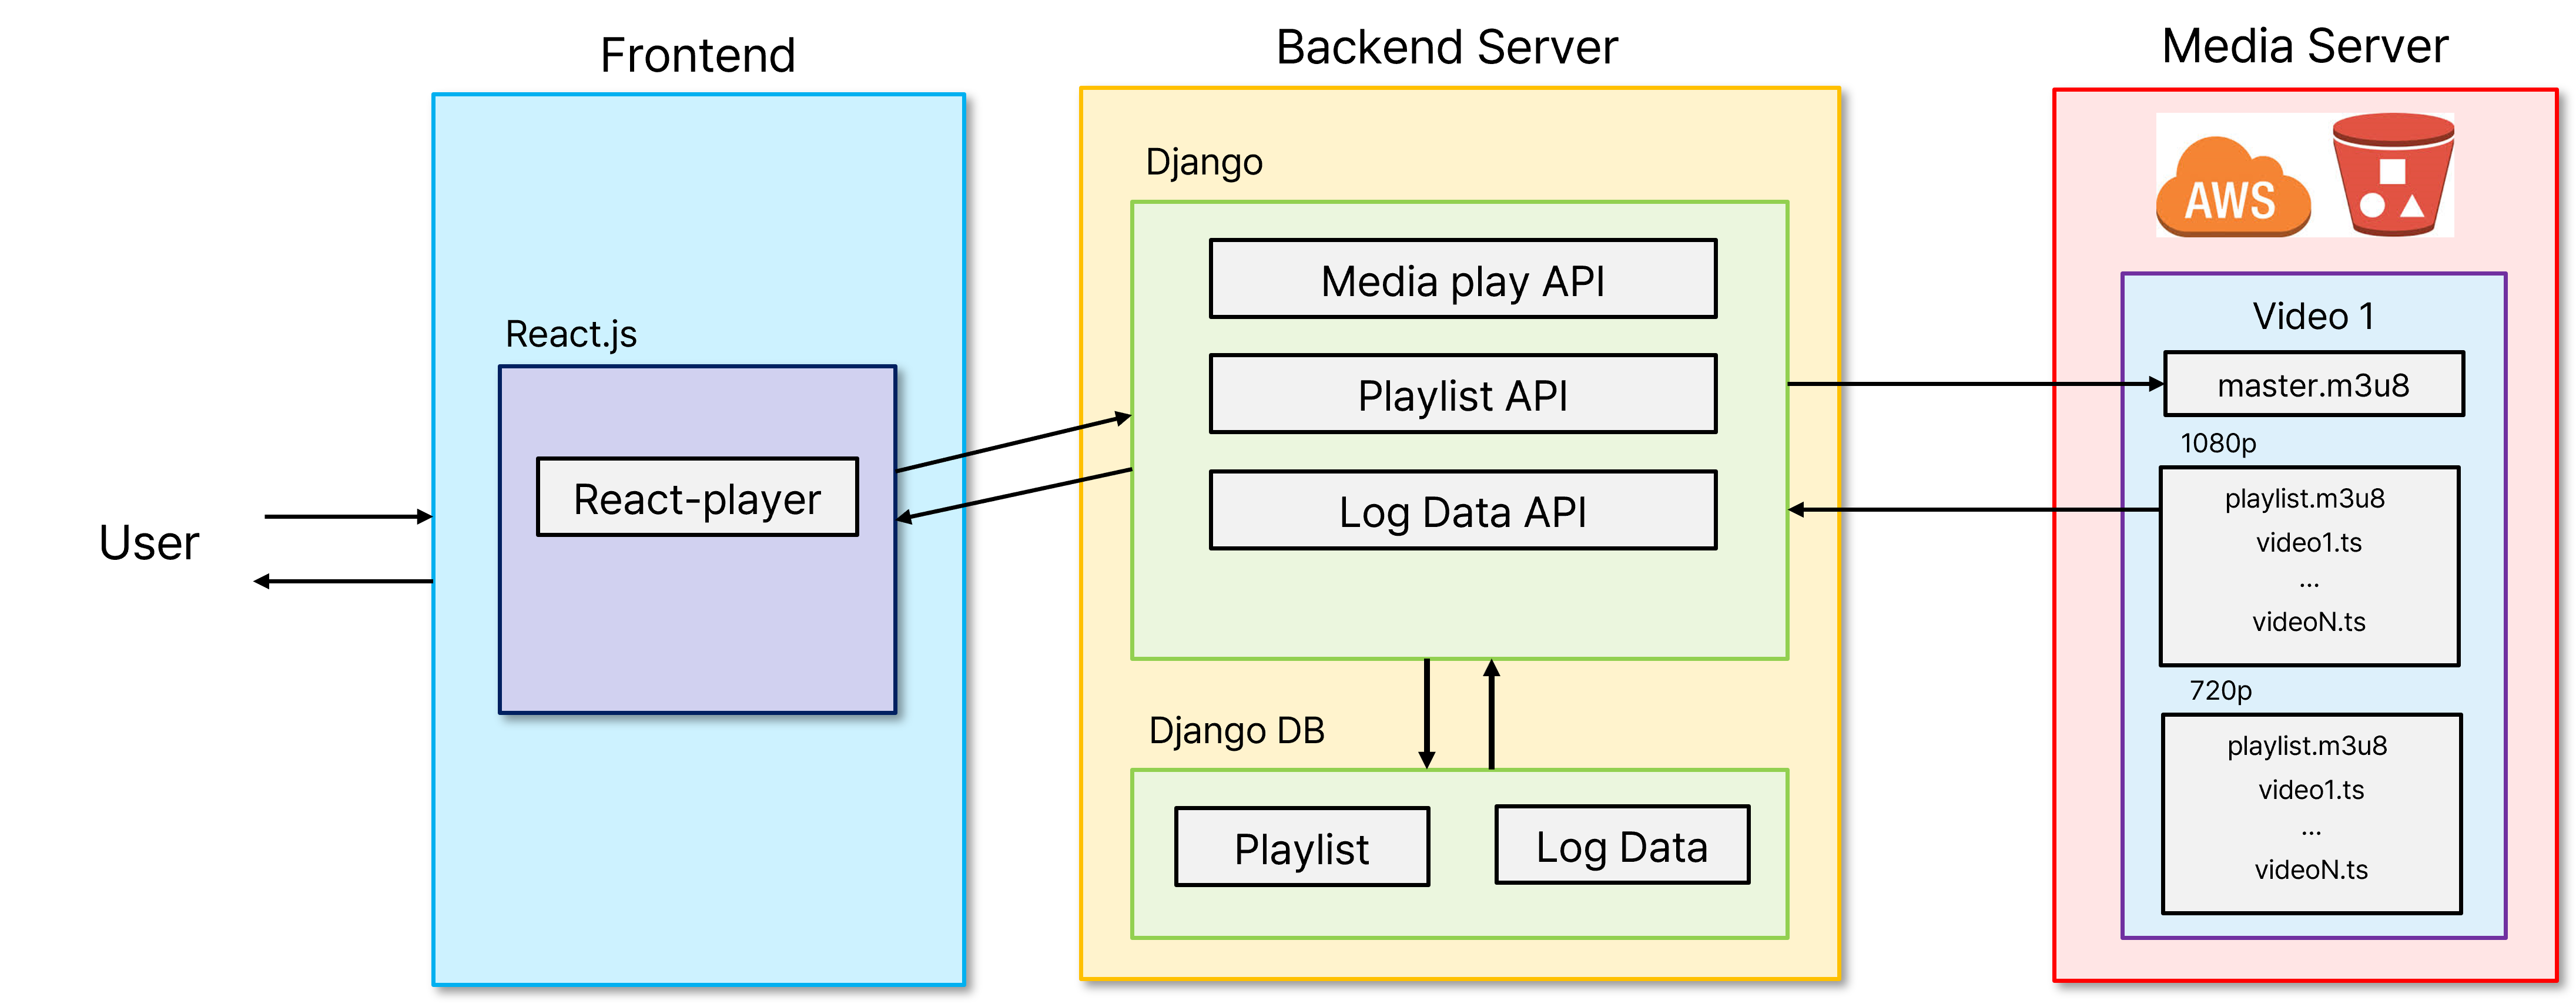 Frontend
Backend Server
Media Server
User
React.js
React-player
Django
Media play API
Playlist API
Log Data API
Django DB
Playlist
Log Data
AWS
Video 1
master.m3u8
1080p
playlist.m3u8
video1.ts
...
videoN.ts
720p
playlist.m3u8
video1.ts
...
videoN.ts